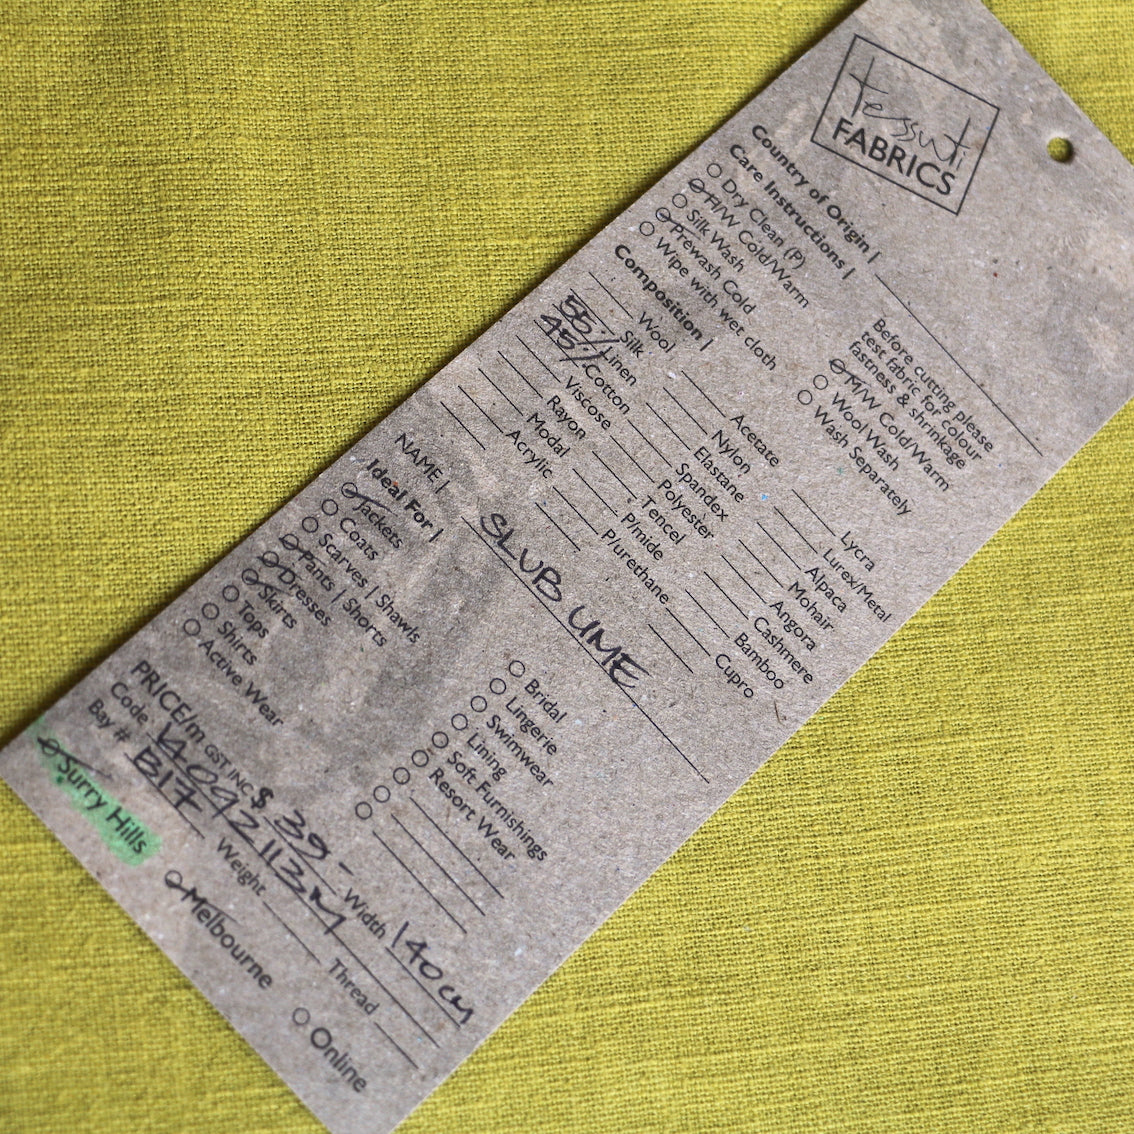 tessuti
FABRICS
Country of Origin |
Care Instructions |
Dry Clean (P)
H/W Cold/Warm
Silk Wash
Prewash Cold
Wipe with wet cloth
Before cutting please
test fabric for colour
fastness & shrinkage
M/W Cold/Warm
Wool Wash
Wash Separately
Composition |
Wool
Silk
55% Linen
45% Cotton
Viscose
Rayon
Modal
Acrylic
Acetate
Nylon
Elastane
Spandex
Polyester
Tencel
P/mide
P/urethane
Lycra
Lurex/Metal
Alpaca
Mohair
Angora
Cashmere
Bamboo
Cupro
NAME | SLUB LIME
Ideal For |
Jackets
Coats
Scarves | Shawls
Pants | Shorts
Dresses
Skirts
Tops
Shirts
Active Wear
Bridal
Lingerie
Swimwear
Lining
Soft Furnishings
Resort Wear
PRICE/m GST.INC $ 39- Width 140cm
Code 14092113M
Bay # B17 Weight Thread
Surry Hills Melbourne Online